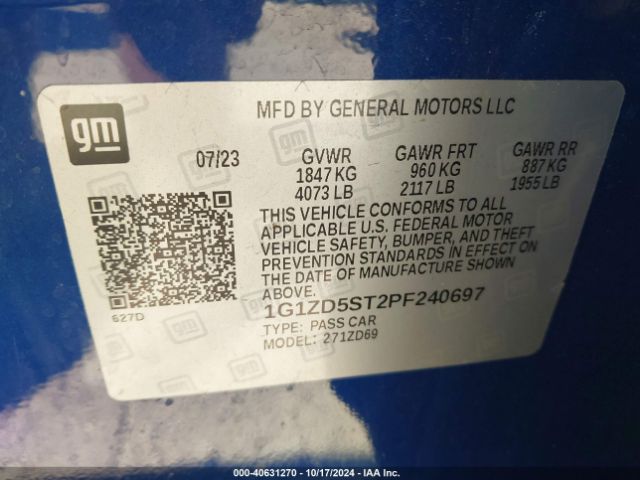 gm
MFD BY GENERAL MOTORS LLC
07/23
GVWR GAWR FRT GAWR RR
1847 KG 960 KG 887 KG
4073 LB 2117 LB 1955 LB
THIS VEHICLE CONFORMS TO ALL
APPLICABLE U.S. FEDERAL MOTOR
VEHICLE SAFETY, BUMPER, AND THEFT
PREVENTION STANDARDS IN EFFECT ON
THE DATE OF MANUFACTURE SHOWN
ABOVE.
627D
1G1ZD5ST2PF240697
TYPE: PASS CAR
MODEL: 271ZD69
000-40631270 - 10/17/2024 - IAA Inc.